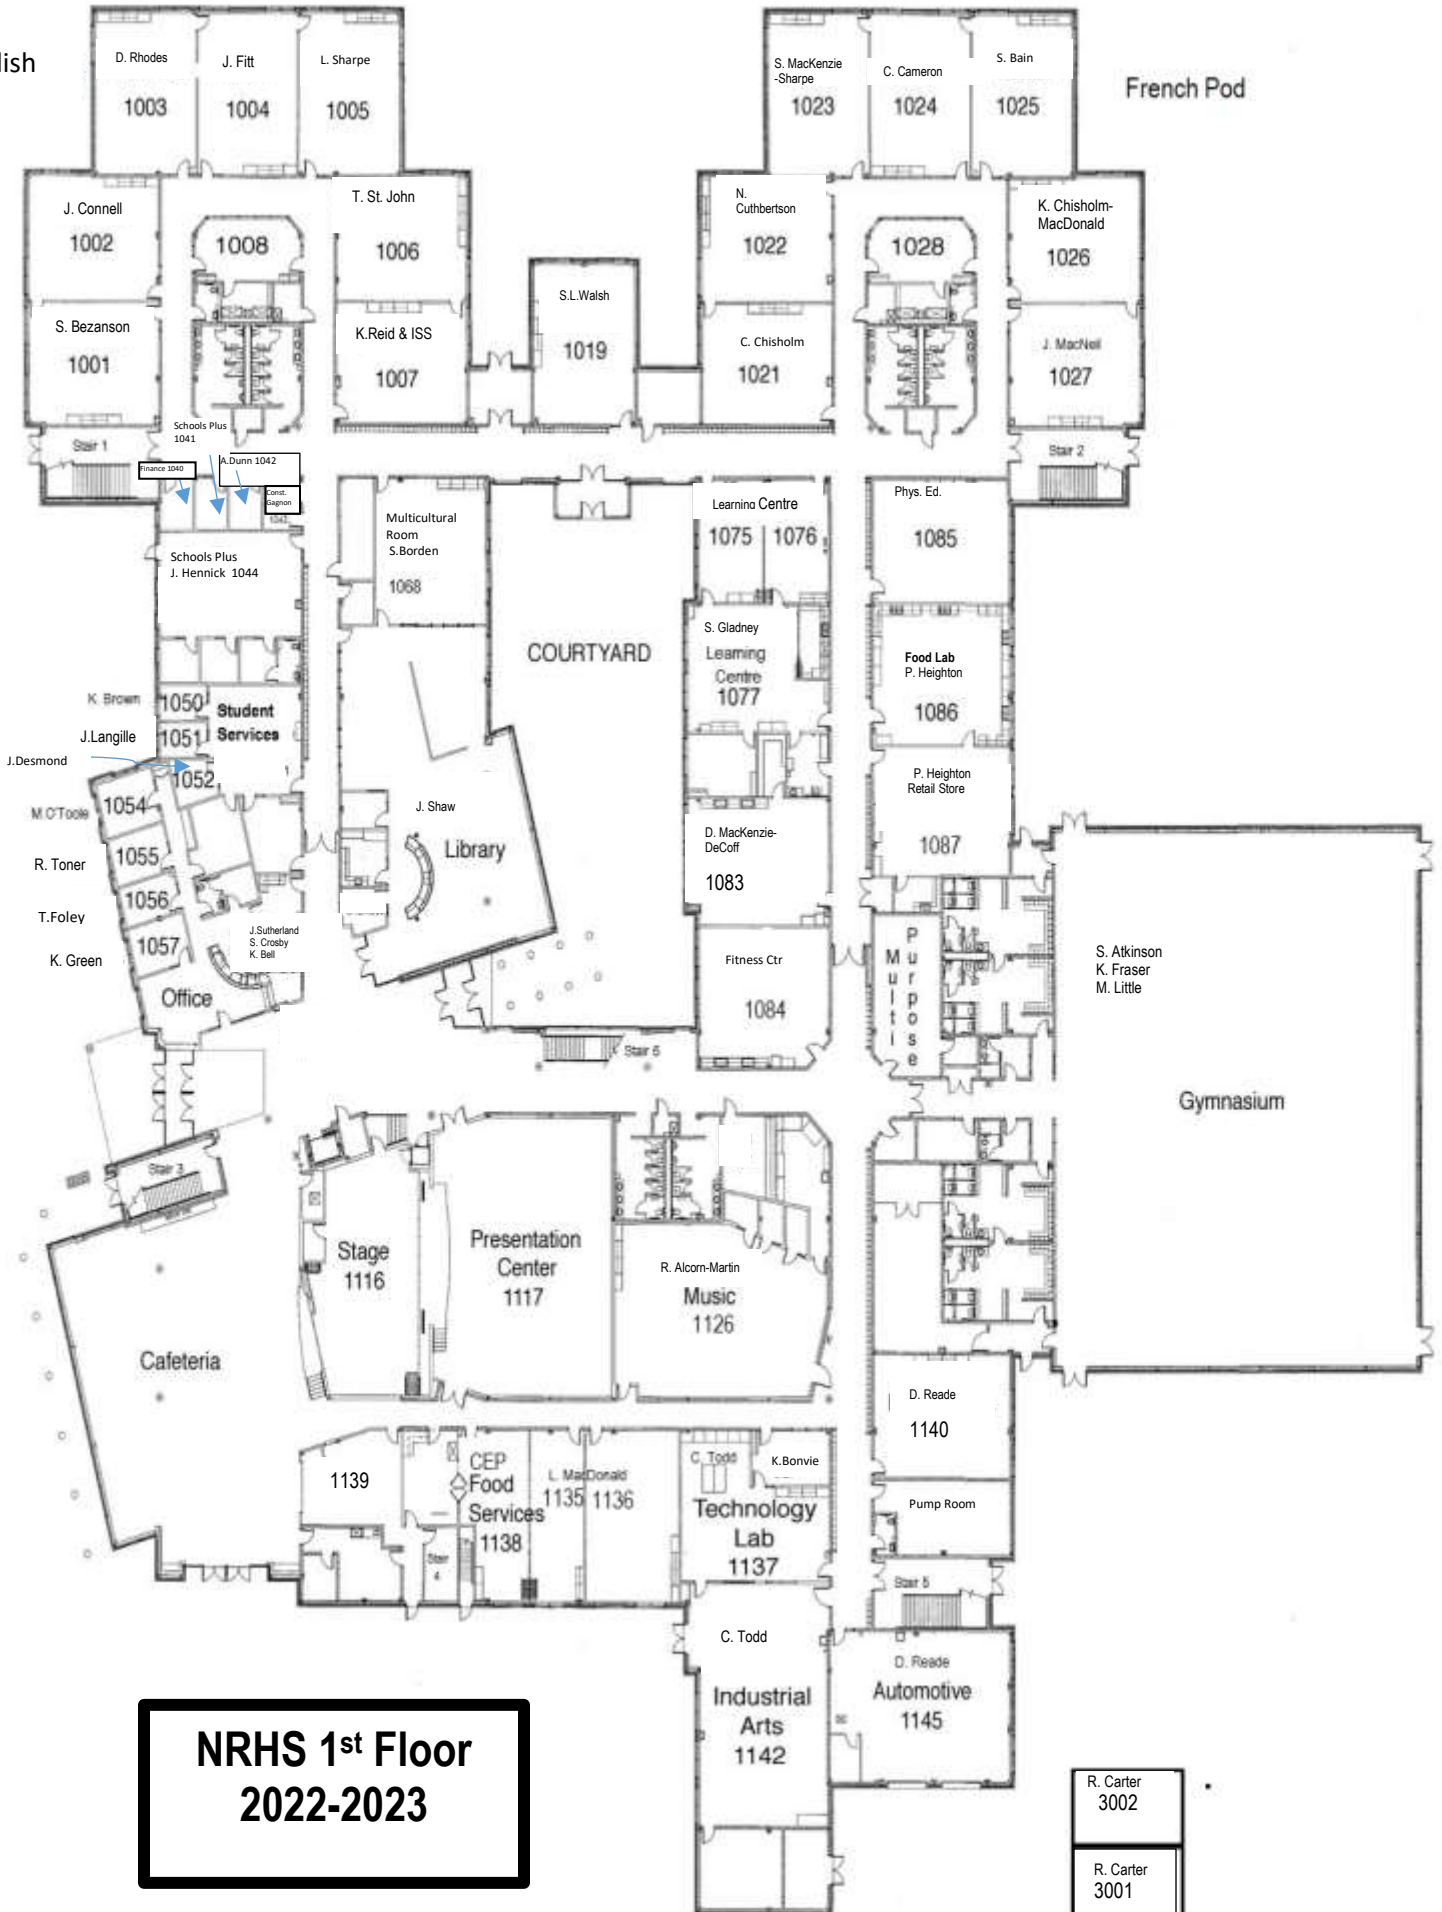 lish
D. Rhodes
1003
J. Fitt
1004
L. Sharpe
1005
S. MacKenzie
-Sharpe
1023
C. Cameron
1024
S. Bain
1025
French Pod
J. Connell
1002
1008
T. St. John
1006
N.
Cuthbertson
1022
1028
K. Chisholm-
MacDonald
1026
S. Bezanson
1001
K.Reid & ISS
1007
S.L.Walsh
1019
C. Chisholm
1021
J. MacNeil
1027
Stair 1
Schools Plus
1041
Finance 1040
A.Dunn 1042
Const.
Gagnon
Stair 2
Multicultural
Room
S.Borden
1068
Learning Centre
1075 1076
Phys. Ed.
1085
Schools Plus
J. Hennick 1044
COURTYARD
S. Gladney
Learning
Centre
1077
Food Lab
P. Heighton
1086
K. Brown
1050
Student
Services
J.Langille
1051
J.Desmond
1052
M.O'Toole
1054
R. Toner
1055
T.Foley
1056
K. Green
1057
J.Sutherland
S. Crosby
K. Bell
Office
J. Shaw
Library
P. Heighton
Retail Store
1087
D. MacKenzie-
DeCoff
1083
Fitness Ctr
1084
Multi
Purpose
S. Atkinson
K. Fraser
M. Little
Gymnasium
Stair 6
Stair 3
Stage
1116
Presentation
Center
1117
R. Alcorn-Martin
Music
1126
Cafeteria
D. Reade
1140
1139
CEP
Food
Services
1138
L. MacDonald
1135 1136
C. Todd
K.Bonvie
Technology
Lab
1137
Pump Room
Stair
4
Stair 5
C. Todd
Industrial
Arts
1142
D. Reade
Automotive
1145
NRHS 1st Floor
2022-2023
R. Carter
3002
R. Carter
3001